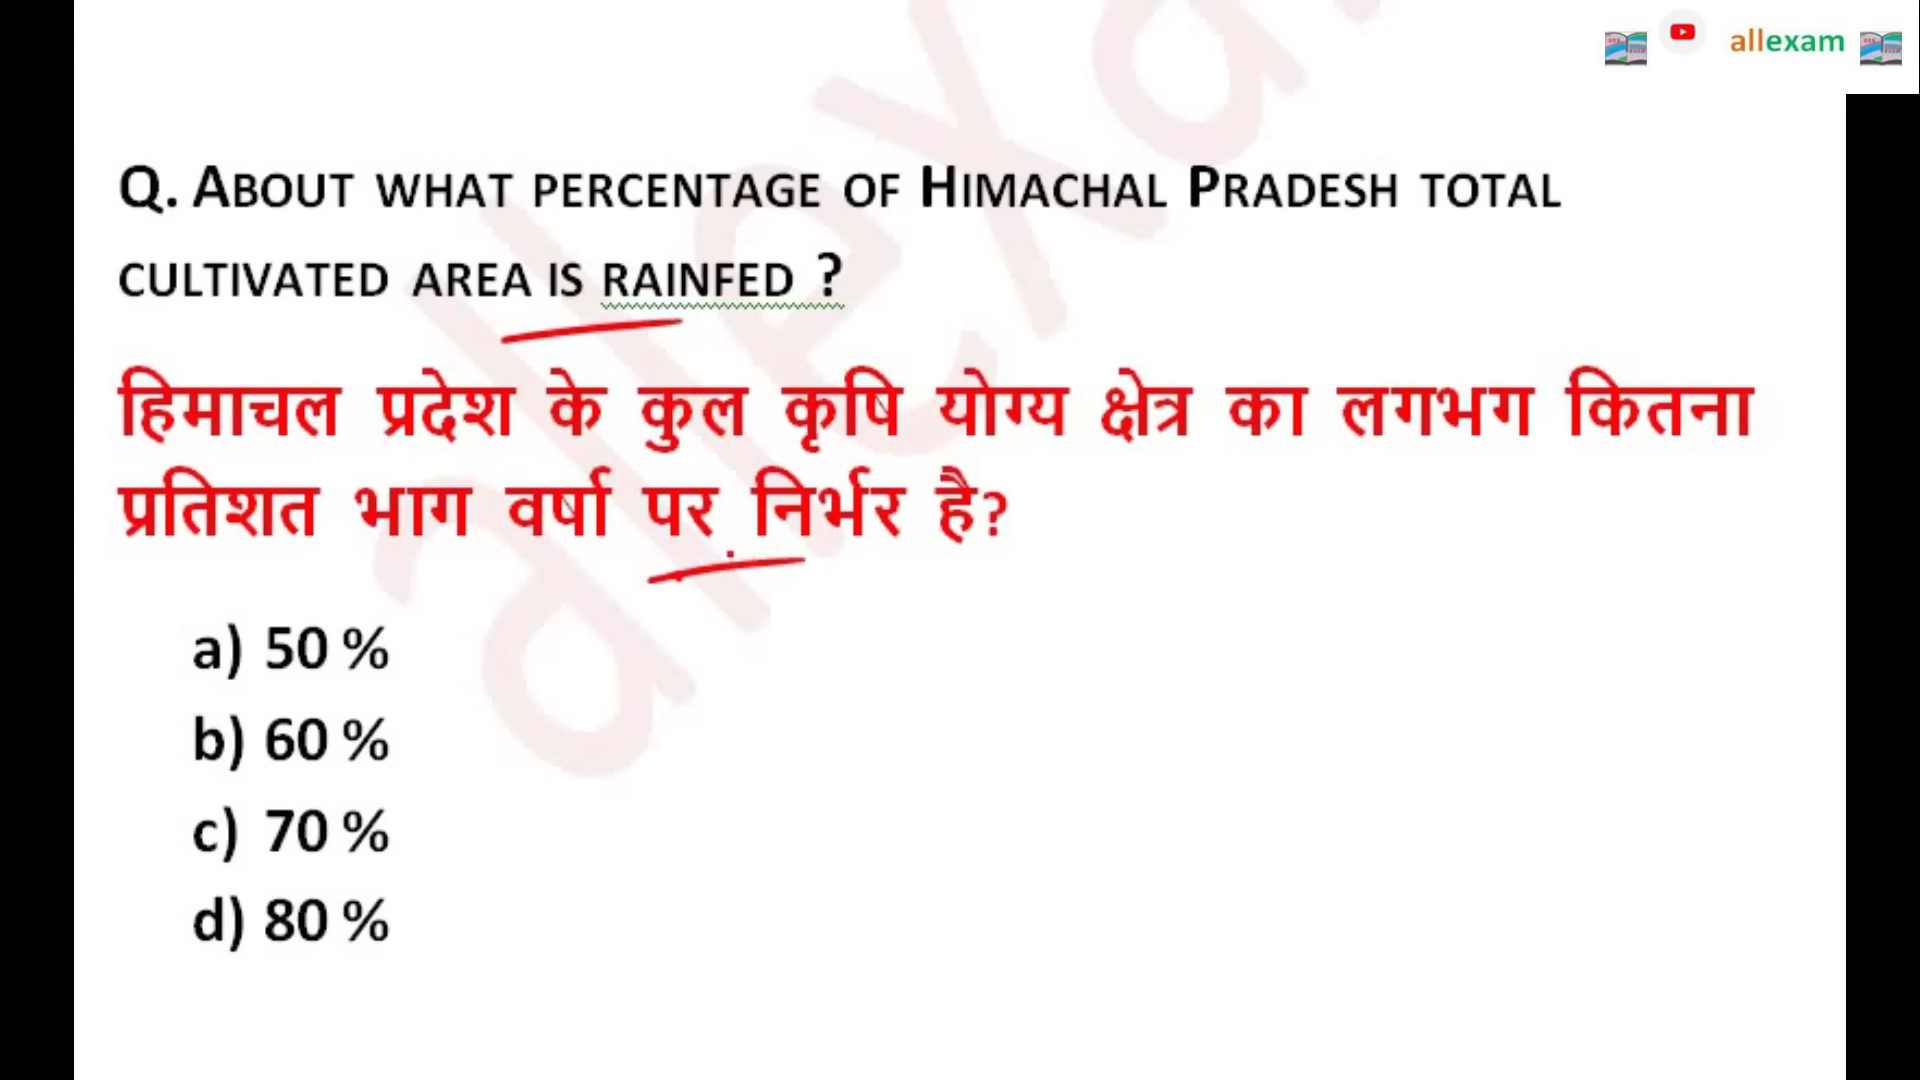 allexam
Q. ABOUT WHAT PERCENTAGE OF HIMACHAL PRADESH TOTAL
CULTIVATED AREA IS RAINFED ?
हिमाचल प्रदेश के कुल कृषि योग्य क्षेत्र का लगभग कितना
प्रतिशत भाग वर्षा पर निर्भर है?
a) 50 %
b) 60 %
c) 70 %
d) 80 %